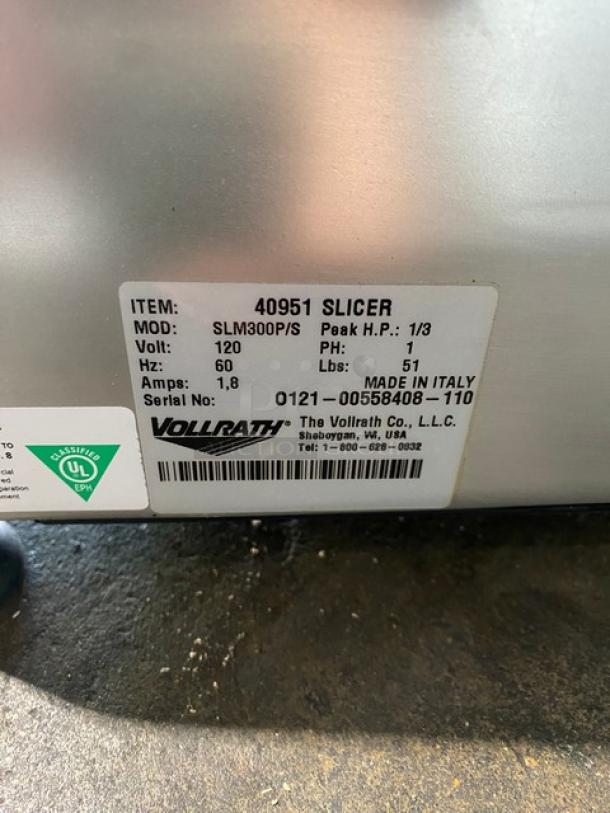 ITEM: 40951 SLICER
MOD: SLM300P/S Peak H.P.: 1/3
Volt: 120 PH: 1
Hz: 60 Lbs: 51
Amps: 1,8 MADE IN ITALY
Serial No: 0121-00558408-110
VOLLRATH® The Vollrath Co., L.L.C.
Sheboygan, WI, USA
Tel: 1-800-628-0832
TO
.8
CLASSIFIED
UL
EPH